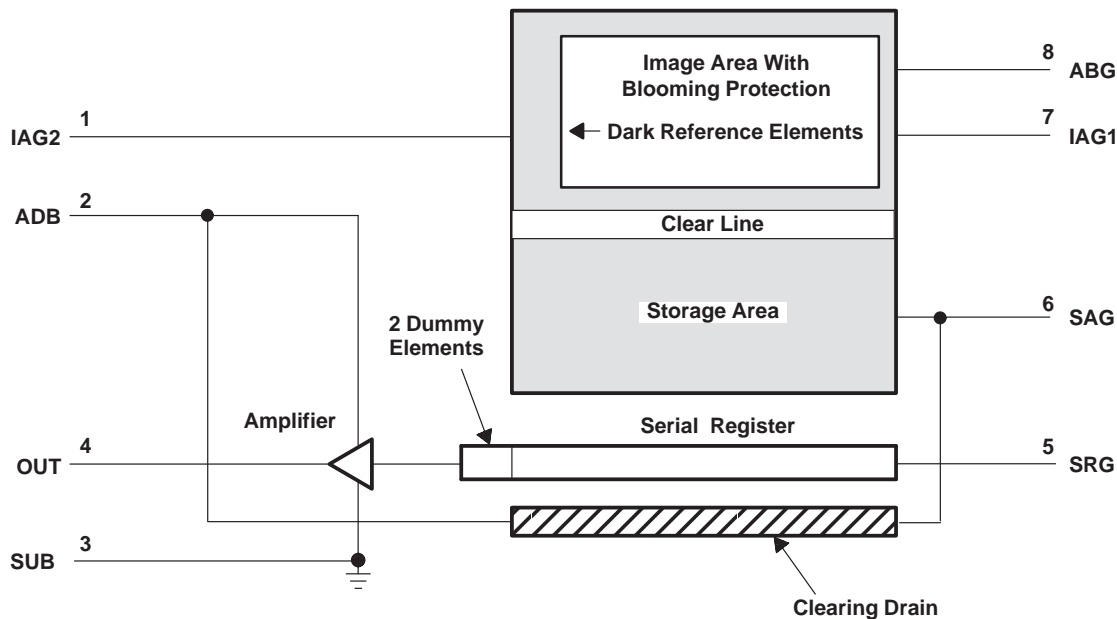 Image Area With
Blooming Protection
Dark Reference Elements
8
ABG
7
IAG1
1
IAG2
2
ADB
Clear Line
Storage Area
6
SAG
2 Dummy
Elements
Amplifier
Serial Register
4
OUT
5
SRG
3
SUB
Clearing Drain